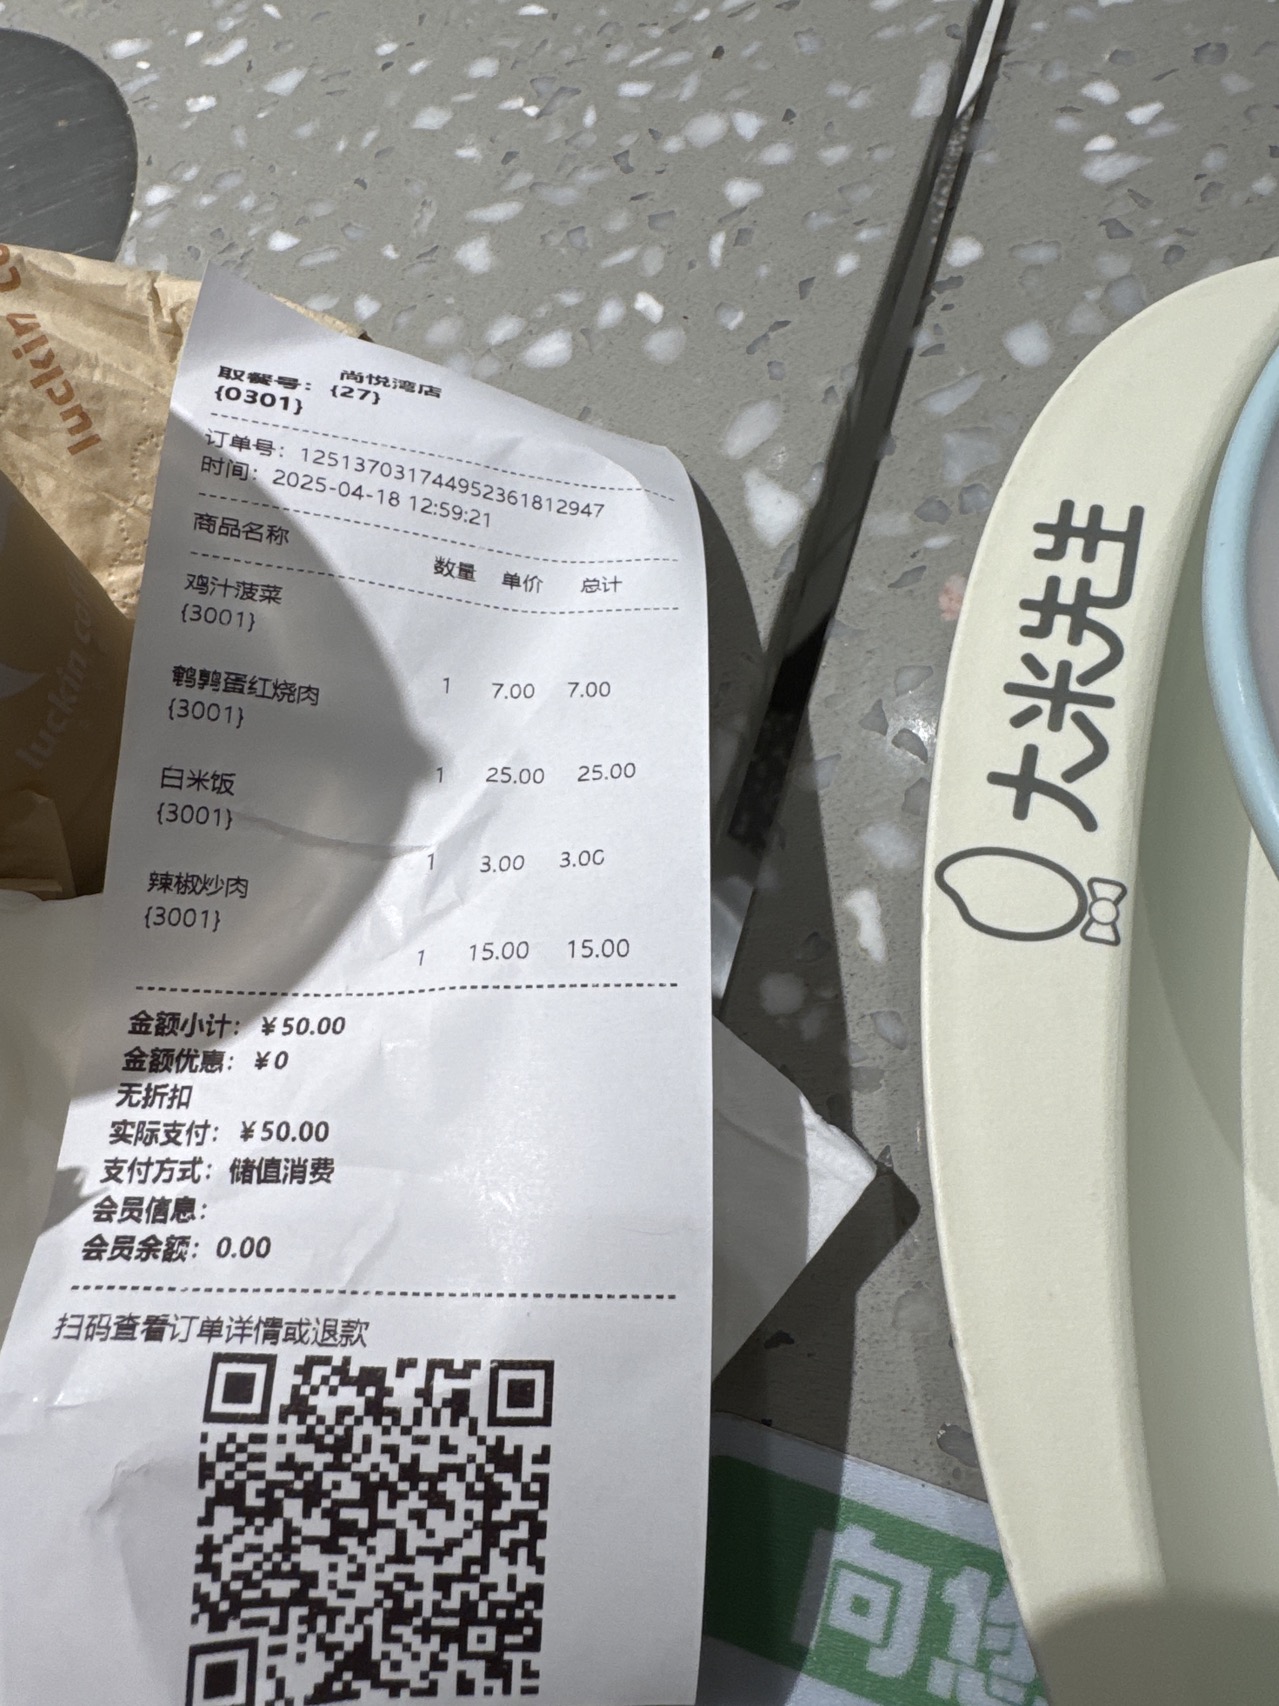 尚悦湾店
取餐号： {27}
{0301}
订单号：12513703174495236181​2947
时间：2025-04-18 12:59:21
商品名称 数量 单价 总计
鸡汁菠菜
{3001}
1 7.00 7.00
鹌鹑蛋红烧肉
{3001}
1 25.00 25.00
白米饭
{3001}
1 3.00 3.00
辣椒炒肉
{3001}
1 15.00 15.00
金额小计：￥50.00
金额优惠：￥0
无折扣
实际支付：￥50.00
支付方式：储值消费
会员信息：
会员余额：0.00
扫码查看订单详情或退款
luckin co
luckin co
大米先生
向您